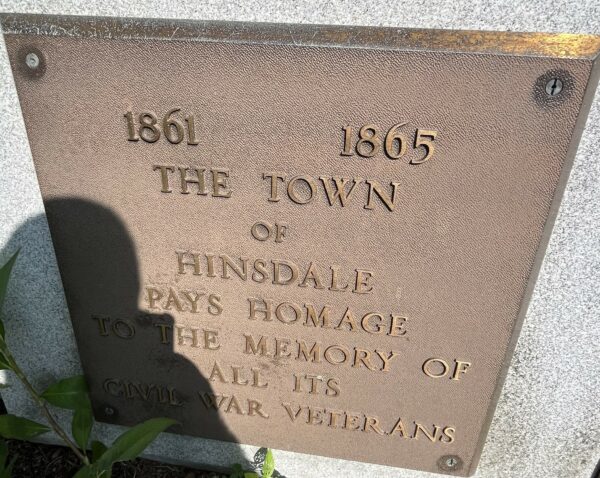 1861 1865
THE TOWN
OF
HINSDALE
PAYS HOMAGE
TO THE MEMORY OF
ALL ITS
CIVIL WAR VETERANS